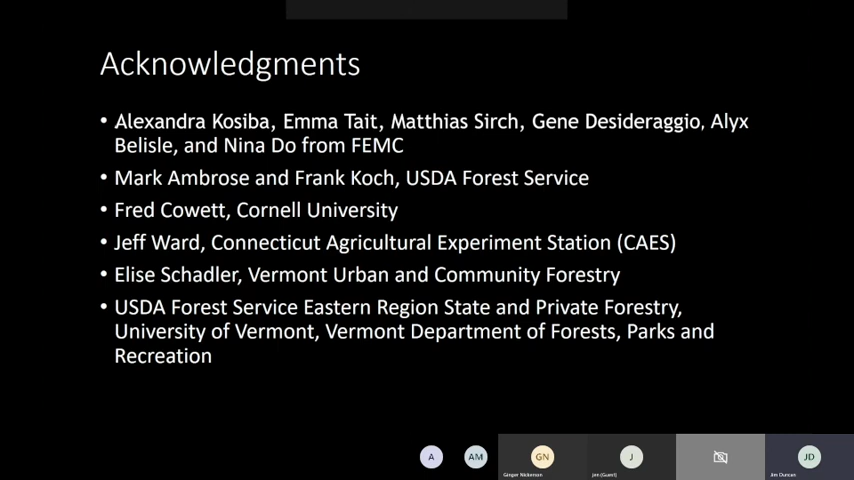 Acknowledgments
• Alexandra Kosiba, Emma Tait, Matthias Sirch, Gene Desideraggio, Alyx
Belisle, and Nina Do from FEMC
• Mark Ambrose and Frank Koch, USDA Forest Service
• Fred Cowett, Cornell University
• Jeff Ward, Connecticut Agricultural Experiment Station (CAES)
• Elise Schadler, Vermont Urban and Community Forestry
• USDA Forest Service Eastern Region State and Private Forestry,
University of Vermont, Vermont Department of Forests, Parks and
Recreation
A AM GN J JD
Ginger Nickerson jen (Guest) Jim Duncan